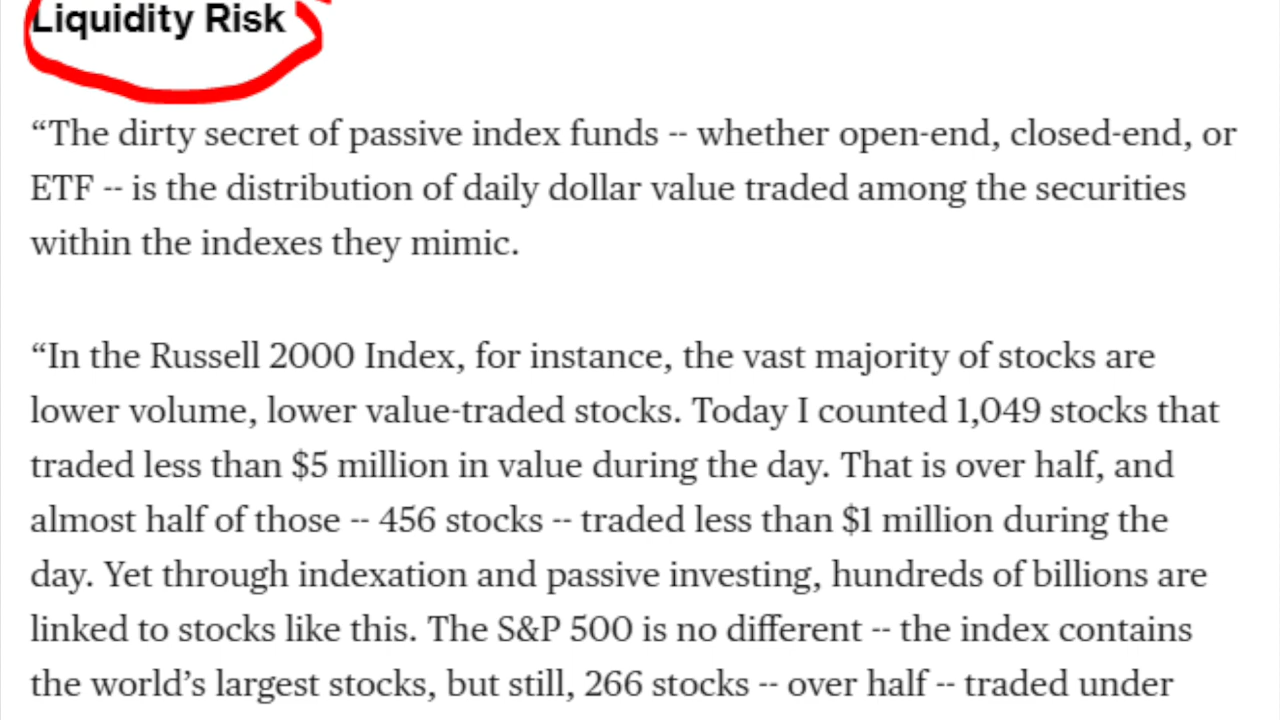 Liquidity Risk
“The dirty secret of passive index funds -- whether open-end, closed-end, or
ETF -- is the distribution of daily dollar value traded among the securities
within the indexes they mimic.
“In the Russell 2000 Index, for instance, the vast majority of stocks are
lower volume, lower value-traded stocks. Today I counted 1,049 stocks that
traded less than $5 million in value during the day. That is over half, and
almost half of those -- 456 stocks -- traded less than $1 million during the
day. Yet through indexation and passive investing, hundreds of billions are
linked to stocks like this. The S&P 500 is no different -- the index contains
the world’s largest stocks, but still, 266 stocks -- over half -- traded under